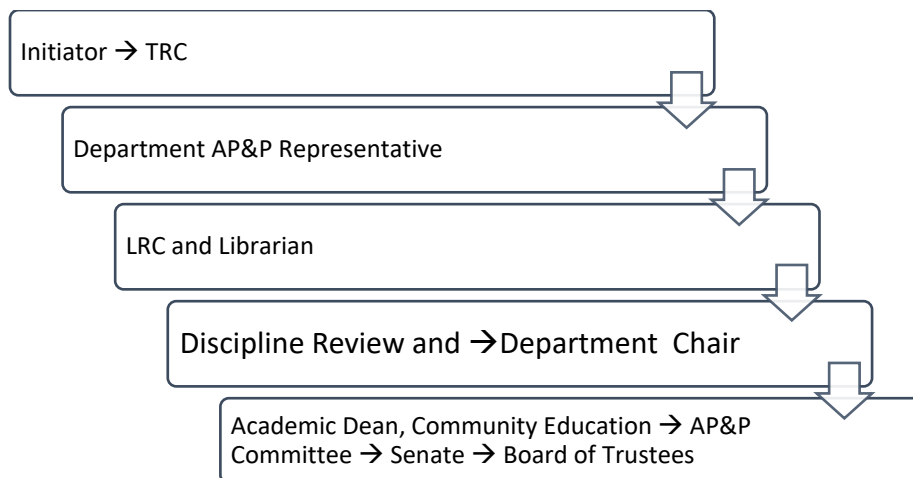 Initiator → TRC
Department AP&P Representative
LRC and Librarian
Discipline Review and →Department  Chair
Academic Dean, Community Education → AP&P
Committee → Senate → Board of Trustees